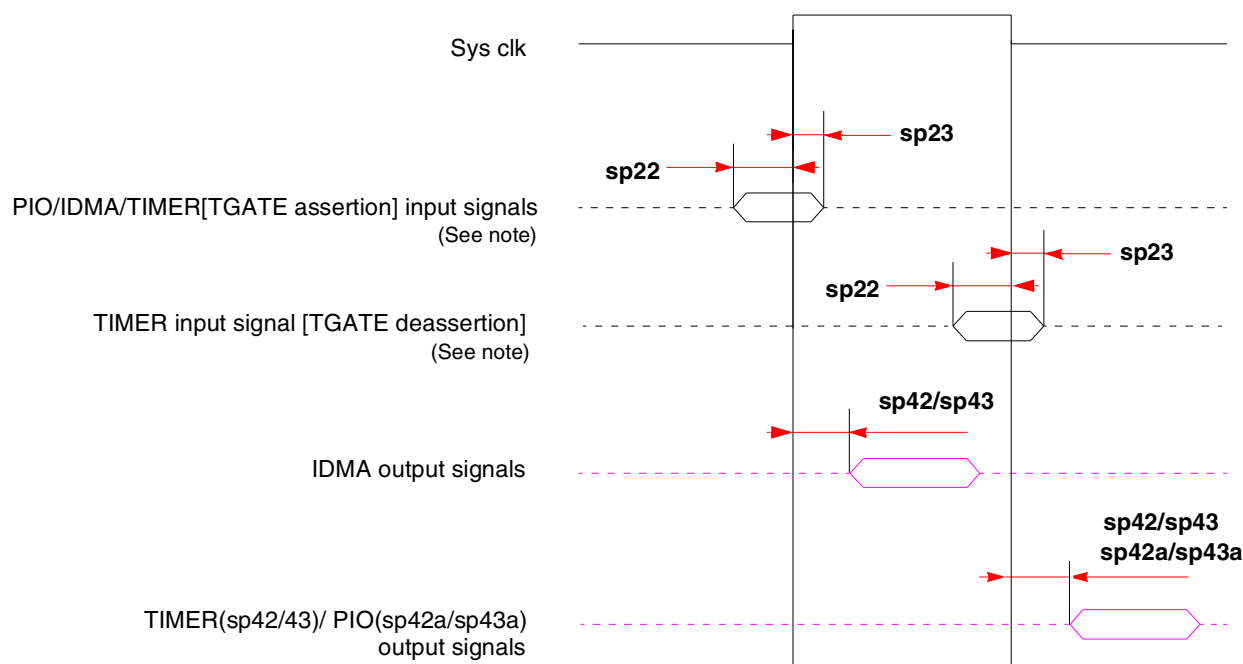 Sys clk
sp23
sp22
PIO/IDMA/TIMER[TGATE assertion] input signals
(See note)
sp23
sp22
TIMER input signal [TGATE deassertion]
(See note)
sp42/sp43
IDMA output signals
sp42/sp43
sp42a/sp43a
TIMER(sp42/43)/ PIO(sp42a/sp43a)
output signals